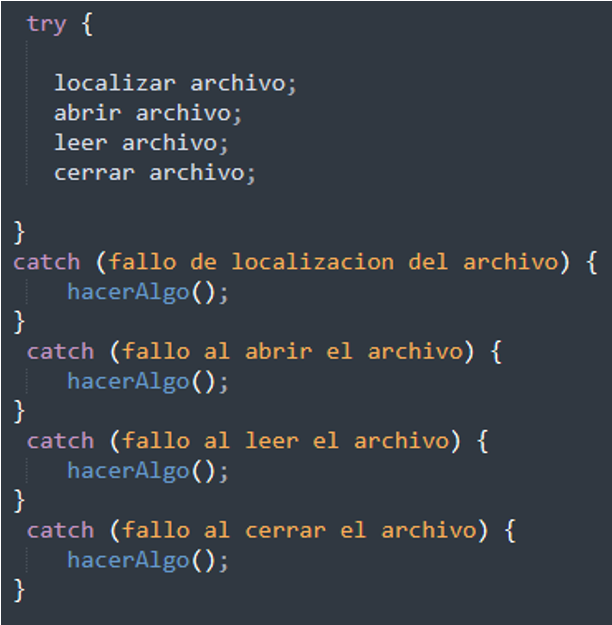 try {
localizar archivo;
abrir archivo;
leer archivo;
cerrar archivo;
}
catch (fallo de localizacion del archivo) {
hacerAlgo();
}
catch (fallo al abrir el archivo) {
hacerAlgo();
}
catch (fallo al leer el archivo) {
hacerAlgo();
}
catch (fallo al cerrar el archivo) {
hacerAlgo();
}